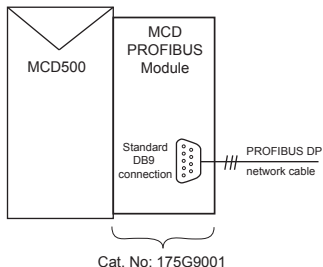 MCD
PROFIBUS
Module
MCD500
Standard
DB9
connection
PROFIBUS DP
network cable
Cat. No: 175G9001